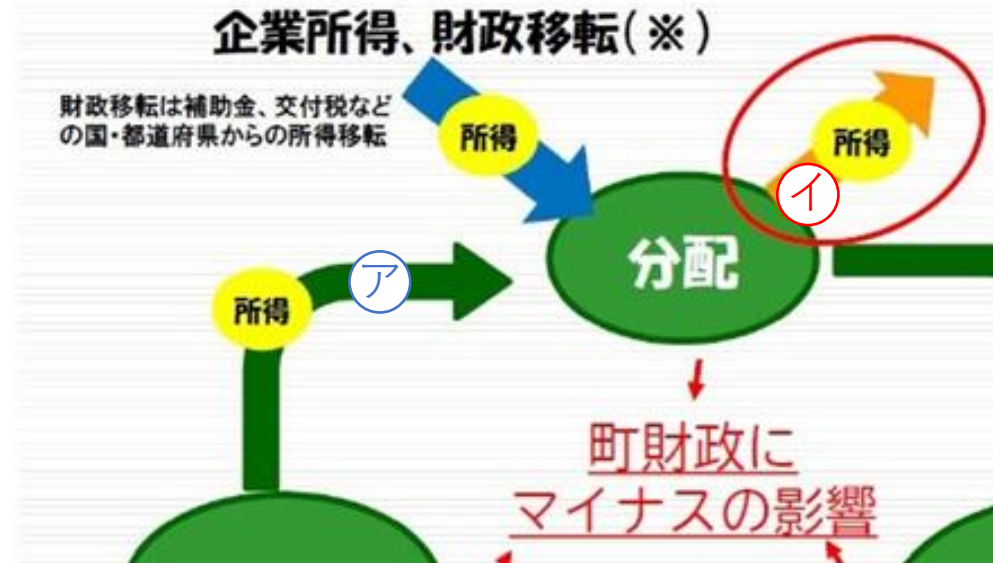 企業所得、財政移転(※)
財政移転は補助金、交付税など
の国・都道府県からの所得移転
所得
所得
イ
分配
ア
所得
町財政に
マイナスの影響